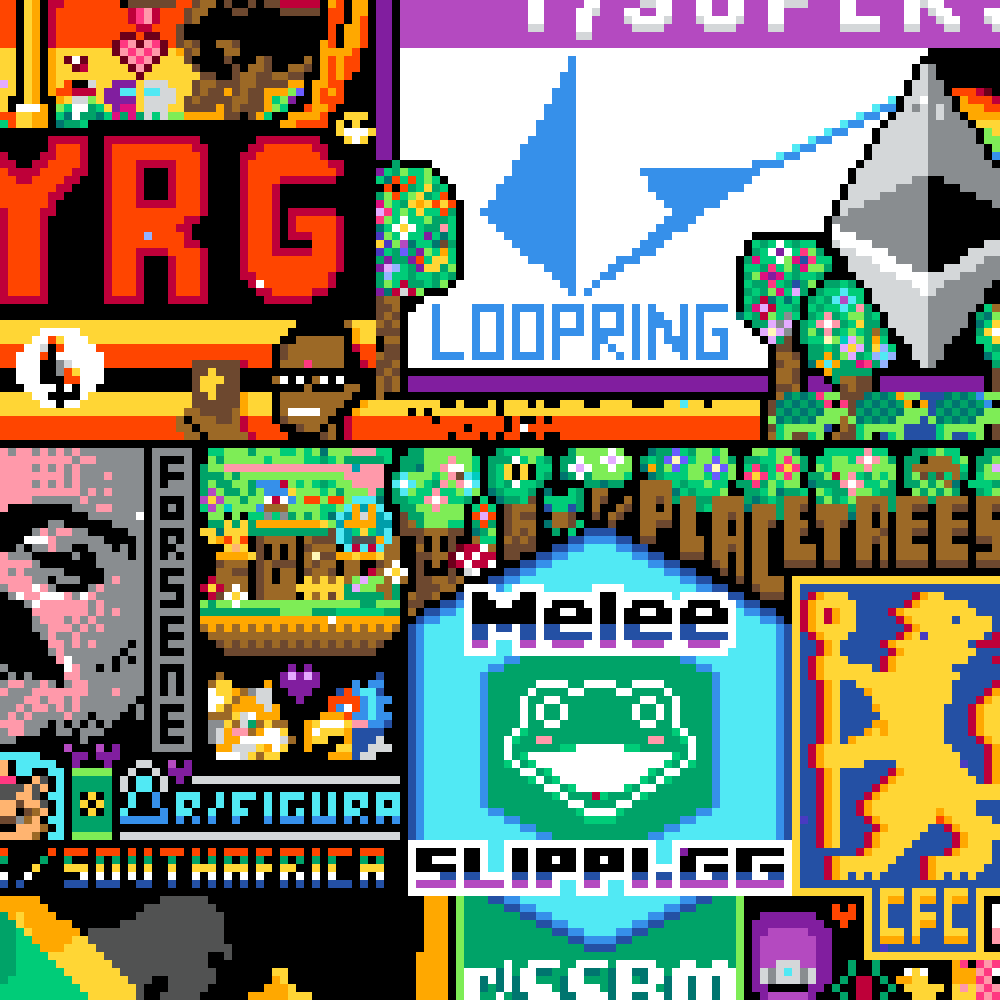 YRG
LOOPRING
FORSENE
PLACETREES
Melee
R/FIGURA
/SOUTHAFRICA
SLIPPI.GG
CFC